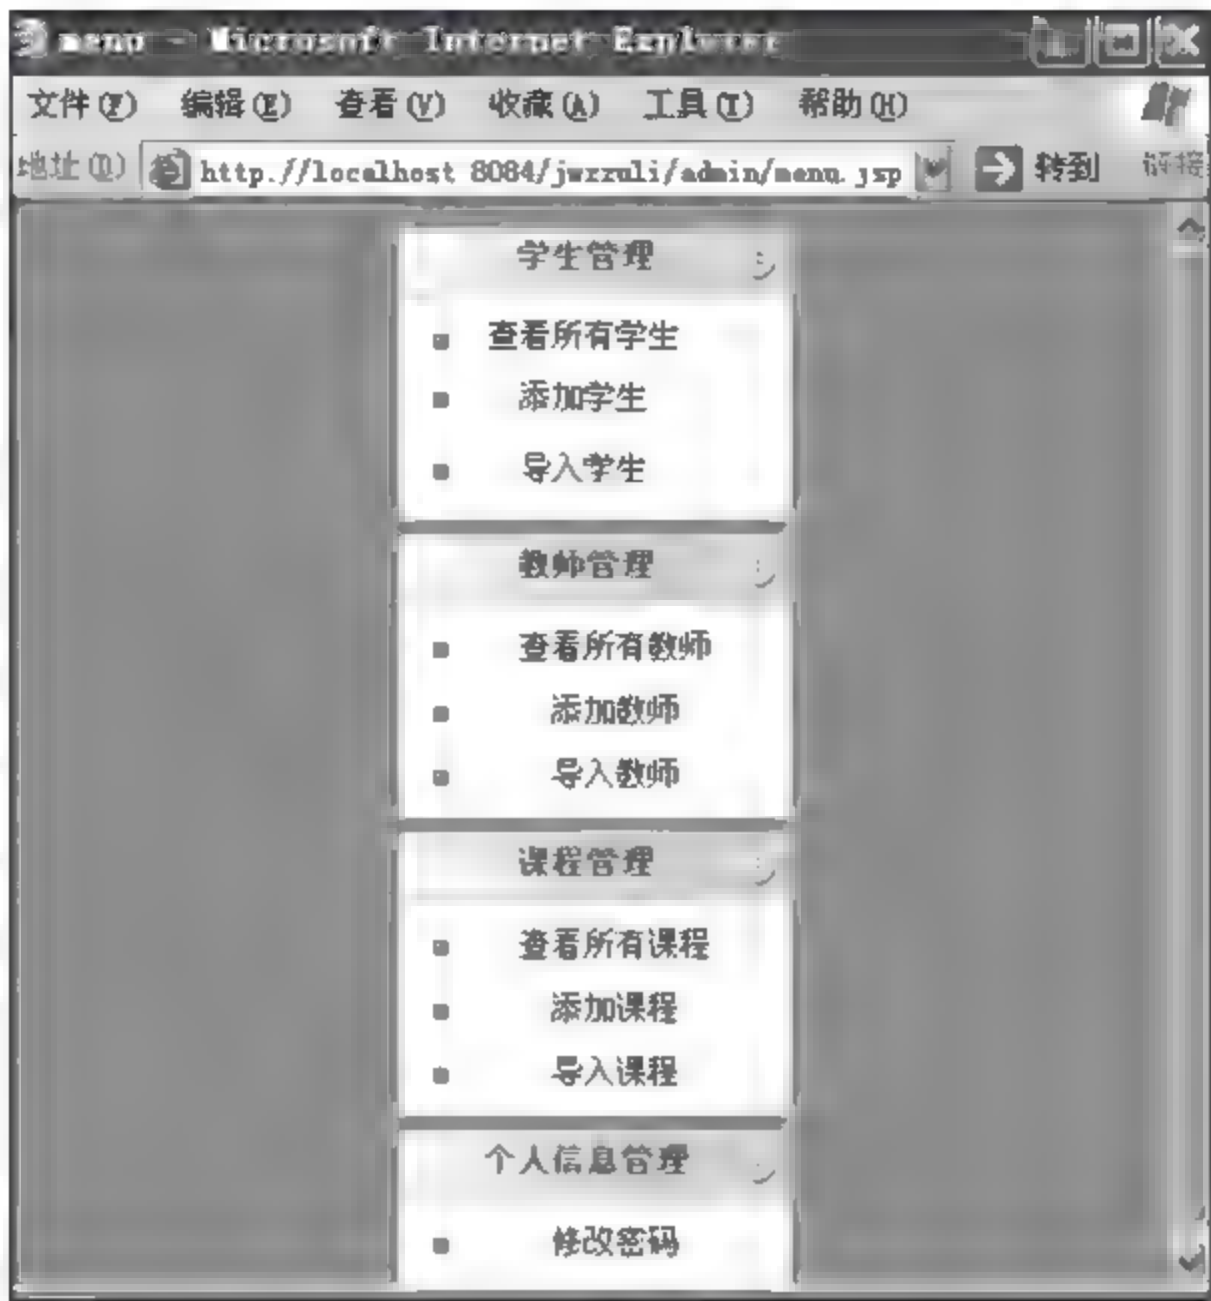 menu - Microsoft Internet Explorer
文件(F) 编辑(E) 查看(V) 收藏(A) 工具(T) 帮助(H)
地址(D) http://localhost 8084/jwxzuli/admin/menu.jsp 转到 链接
学生管理
查看所有学生
添加学生
导入学生
教师管理
查看所有教师
添加教师
导入教师
课程管理
查看所有课程
添加课程
导入课程
个人信息管理
修改密码